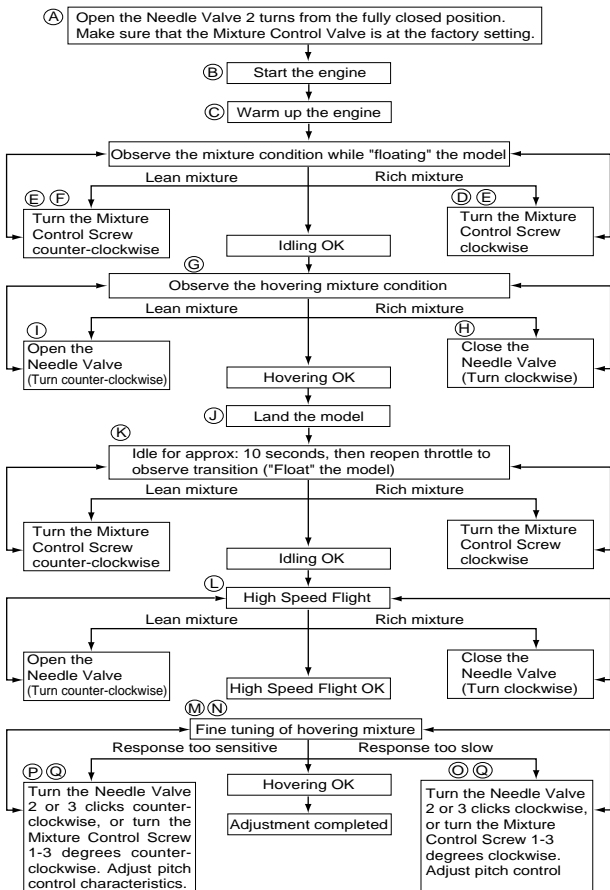 Ⓐ Open the Needle Valve 2 turns from the fully closed position.
Make sure that the Mixture Control Valve is at the factory setting.
Ⓑ Start the engine
Ⓒ Warm up the engine
Observe the mixture condition while "floating" the model
Lean mixture
Rich mixture
Ⓔ Ⓕ
Turn the Mixture
Control Screw
counter-clockwise
Ⓓ Ⓔ
Turn the Mixture
Control Screw
clockwise
Idling OK
Ⓖ
Observe the hovering mixture condition
Lean mixture
Rich mixture
Ⓘ
Open the
Needle Valve
(Turn counter-clockwise)
Ⓗ
Close the
Needle Valve
(Turn clockwise)
Hovering OK
Ⓙ Land the model
Ⓚ
Idle for approx: 10 seconds, then reopen throttle to
observe transition ("Float" the model)
Lean mixture
Rich mixture
Turn the Mixture
Control Screw
counter-clockwise
Turn the Mixture
Control Screw
clockwise
Idling OK
Ⓛ
High Speed Flight
Lean mixture
Rich mixture
Open the
Needle Valve
(Turn counter-clockwise)
Close the
Needle Valve
(Turn clockwise)
High Speed Flight OK
Ⓜ Ⓝ
Fine tuning of hovering mixture
Response too sensitive
Response too slow
Ⓟ Ⓠ
Turn the Needle Valve
2 or 3 clicks counter-
clockwise, or turn the
Mixture Control Screw
1-3 degrees counter-
clockwise. Adjust pitch
control characteristics.
Hovering OK
Adjustment completed
Ⓞ Ⓠ
Turn the Needle Valve
2 or 3 clicks clockwise,
or turn the Mixture
Control Screw 1-3
degrees clockwise.
Adjust pitch control